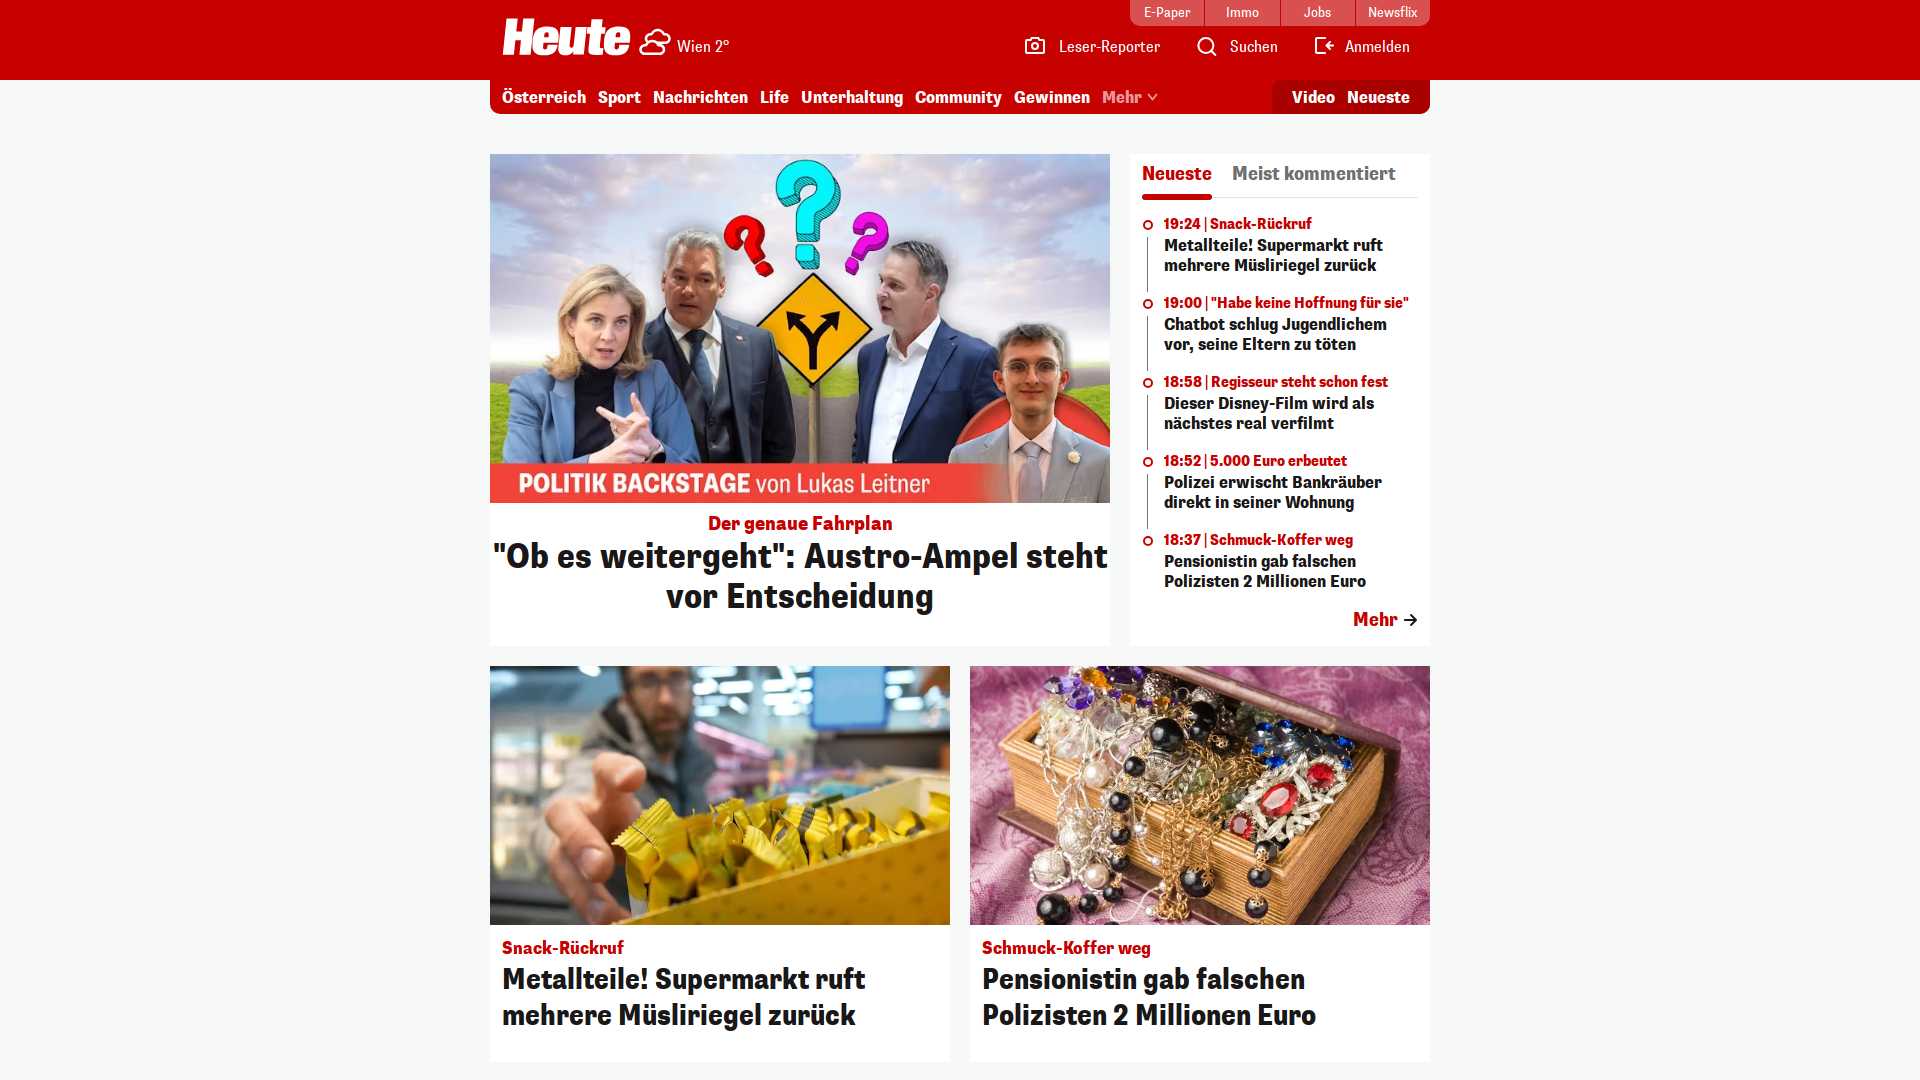 E-Paper
Immo
Jobs
Newsflix
Heute
Wien 2°
Leser-Reporter
Suchen
Anmelden
Österreich Sport Nachrichten Life Unterhaltung Community Gewinnen Mehr
Video Neueste
POLITIK BACKSTAGE von Lukas Leitner
Der genaue Fahrplan
"Ob es weitergeht": Austro-Ampel steht
vor Entscheidung
Neueste Meist kommentiert
19:24 | Snack-Rückruf
Metallteile! Supermarkt ruft
mehrere Müsliriegel zurück
19:00 | "Habe keine Hoffnung für sie"
Chatbot schlug Jugendlichem
vor, seine Eltern zu töten
18:58 | Regisseur steht schon fest
Dieser Disney-Film wird als
nächstes real verfilmt
18:52 | 5.000 Euro erbeutet
Polizei erwischt Bankräuber
direkt in seiner Wohnung
18:37 | Schmuck-Koffer weg
Pensionistin gab falschen
Polizisten 2 Millionen Euro
Mehr
Snack-Rückruf
Metallteile! Supermarkt ruft
mehrere Müsliriegel zurück
Schmuck-Koffer weg
Pensionistin gab falschen
Polizisten 2 Millionen Euro